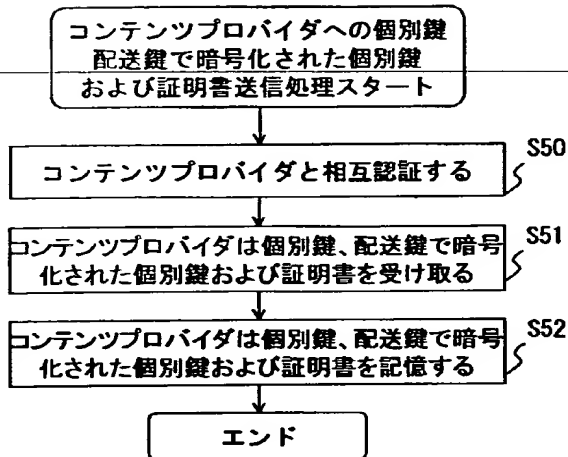 コンテンツプロバイダへの個別鍵
配送鍵で暗号化された個別鍵
および証明書送信処理スタート
S50
コンテンツプロバイダと相互認証する
S51
コンテンツプロバイダは個別鍵、配送鍵で暗号
化された個別鍵および証明書を受け取る
S52
コンテンツプロバイダは個別鍵、配送鍵で暗号
化された個別鍵および証明書を記憶する
エンド